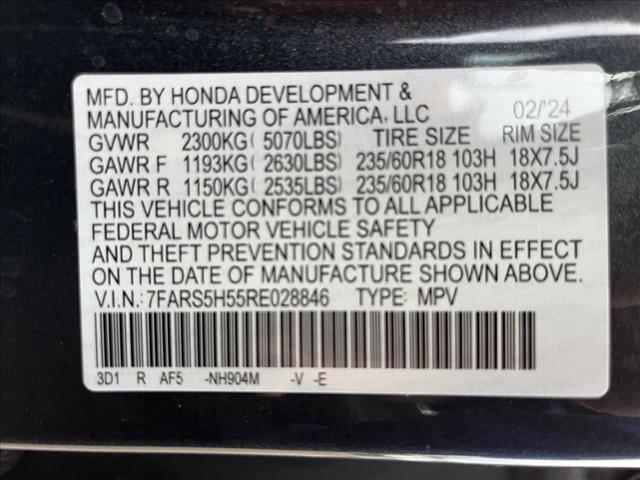 MFD. BY HONDA DEVELOPMENT &
MANUFACTURING OF AMERICA, LLC 02/'24
GVWR 2300KG( 5070LBS) TIRE SIZE RIM SIZE
GAWR F 1193KG( 2630LBS) 235/60R18 103H 18X7.5J
GAWR R 1150KG( 2535LBS) 235/60R18 103H 18X7.5J
THIS VEHICLE CONFORMS TO ALL APPLICABLE
FEDERAL MOTOR VEHICLE SAFETY
AND THEFT PREVENTION STANDARDS IN EFFECT
ON THE DATE OF MANUFACTURE SHOWN ABOVE.
V.I.N.: 7FARS5H55RE028846 TYPE: MPV
3D1 R AF5 -NH904M -V -E